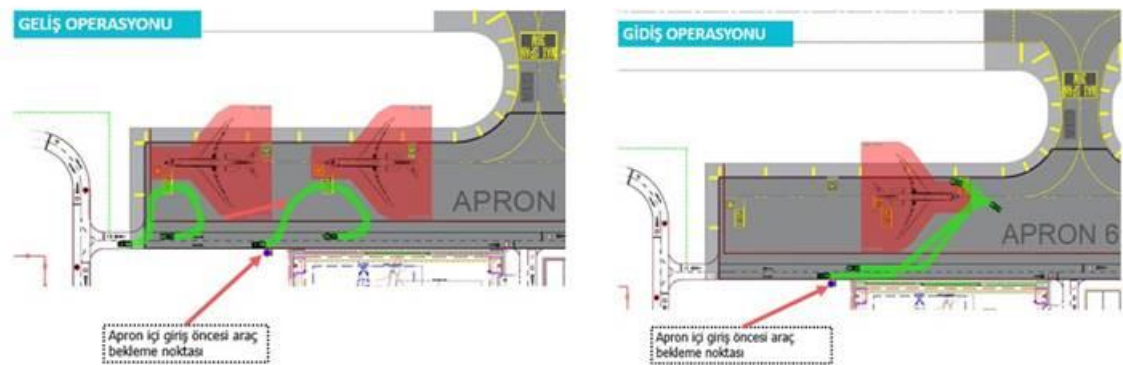 GELİŞ OPERASYONU
GİDİŞ OPERASYONU
APRON
APRON 6
Apron içi giriş öncesi araç
bekleme noktası
Apron içi giriş öncesi araç
bekleme noktası